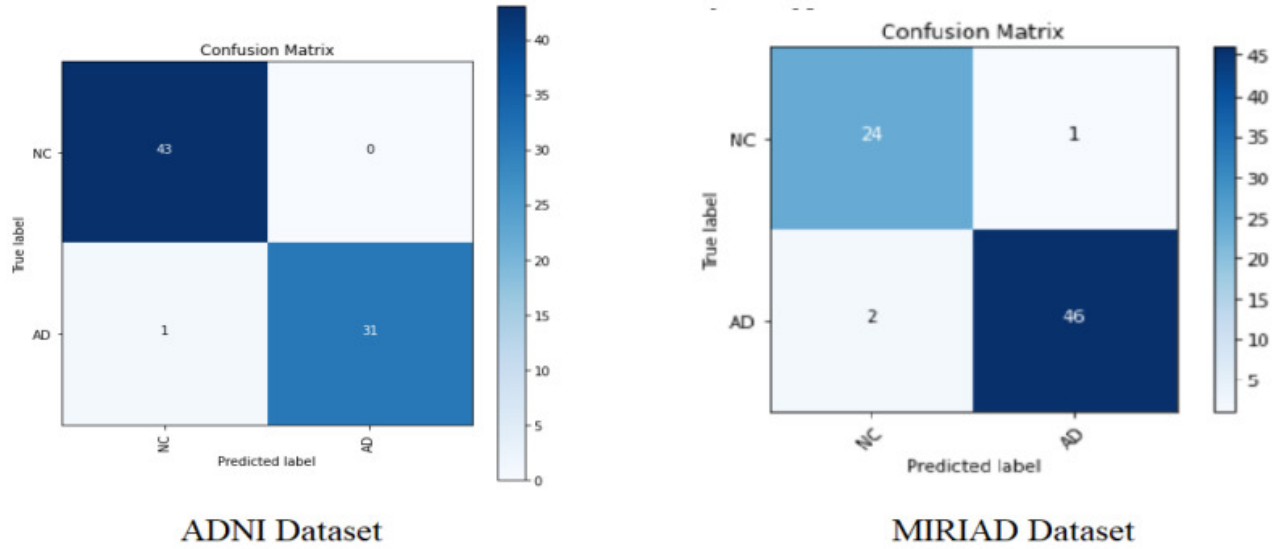 Confusion Matrix
40
35
30
25
20
15
10
5
0
NC
43
0
AD
1
31
True label
NC
AD
Predicted label
ADNI Dataset
Confusion Matrix
45
40
35
30
25
20
15
10
5
NC
24
1
AD
2
46
True label
NC
AD
Predicted label
MIRIAD Dataset